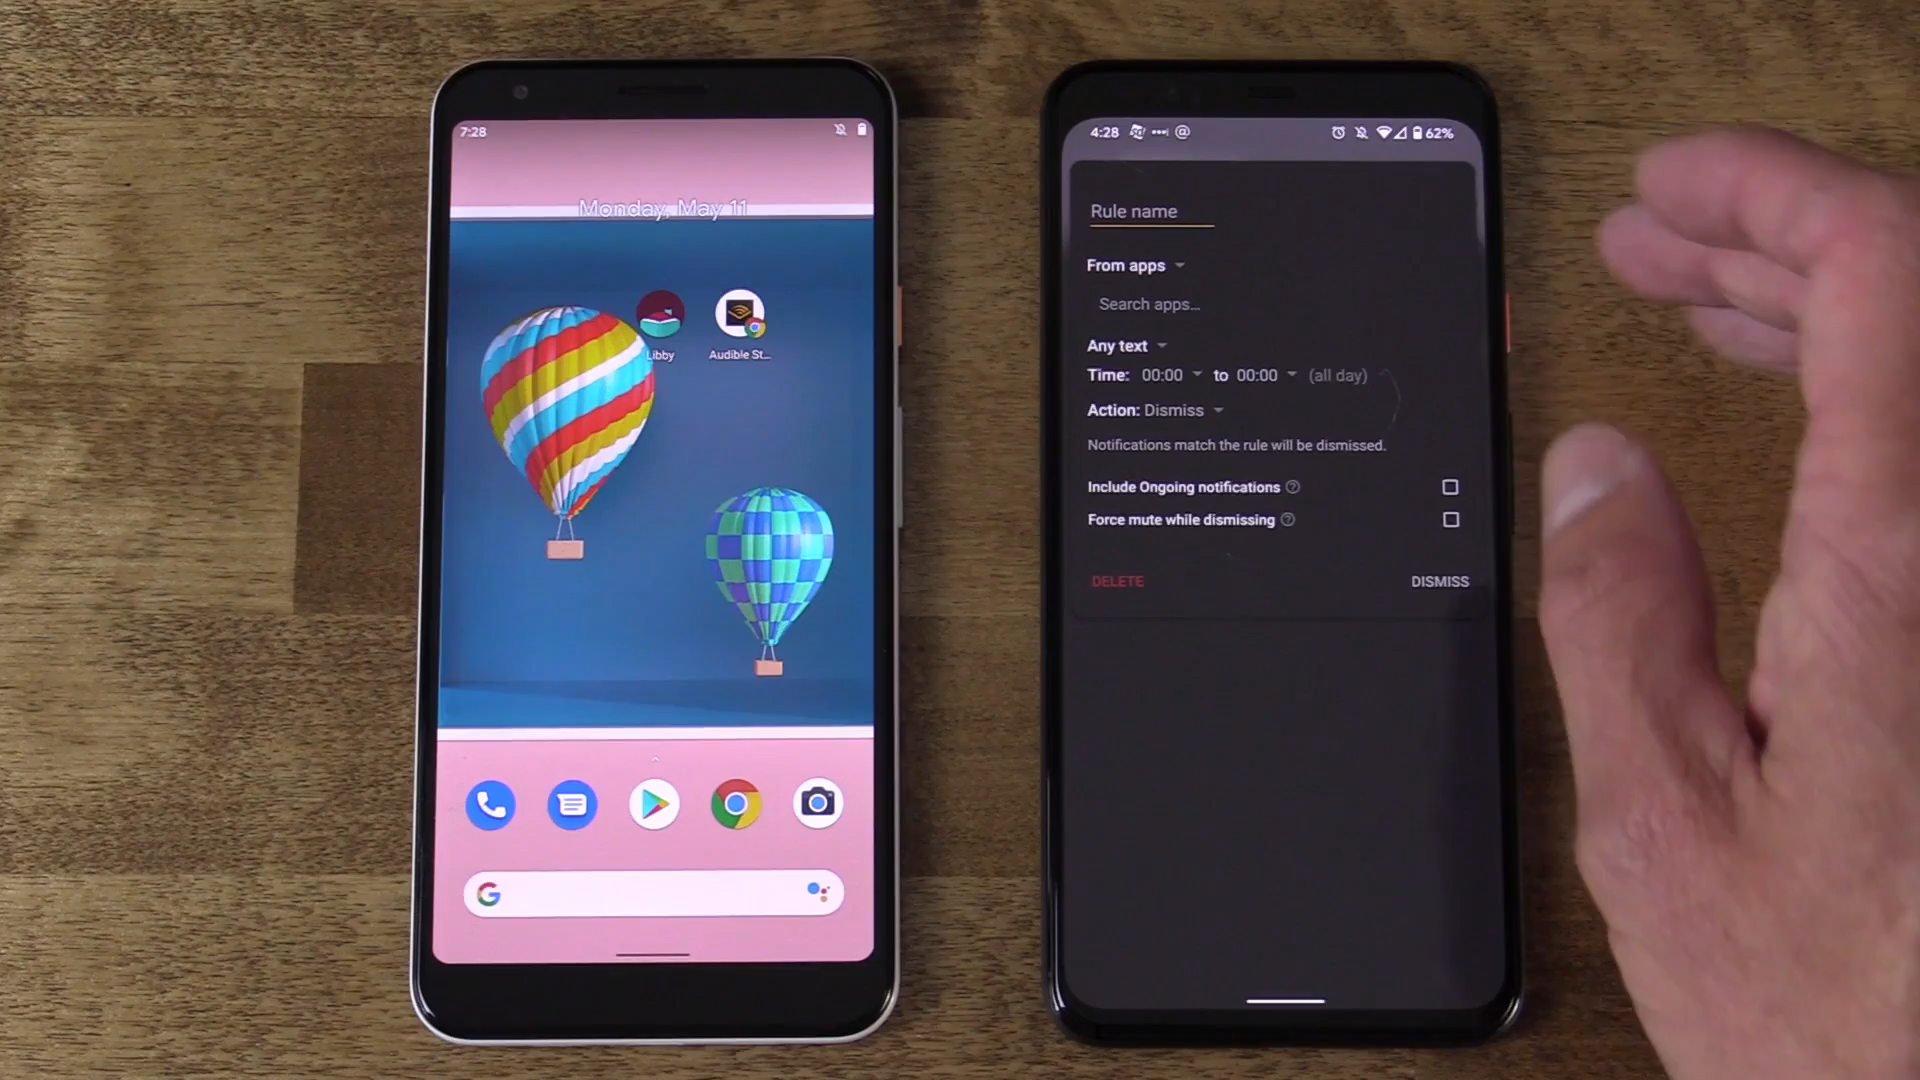 7:28
Monday, May 11
Libby
Audible St...
G
4:28
@
62%
Rule name
From apps
Search apps...
Any text
Time: 00:00 to 00:00 (all day)
Action: Dismiss
Notifications match the rule will be dismissed.
Include Ongoing notifications ?
Force mute while dismissing ?
DELETE
DISMISS